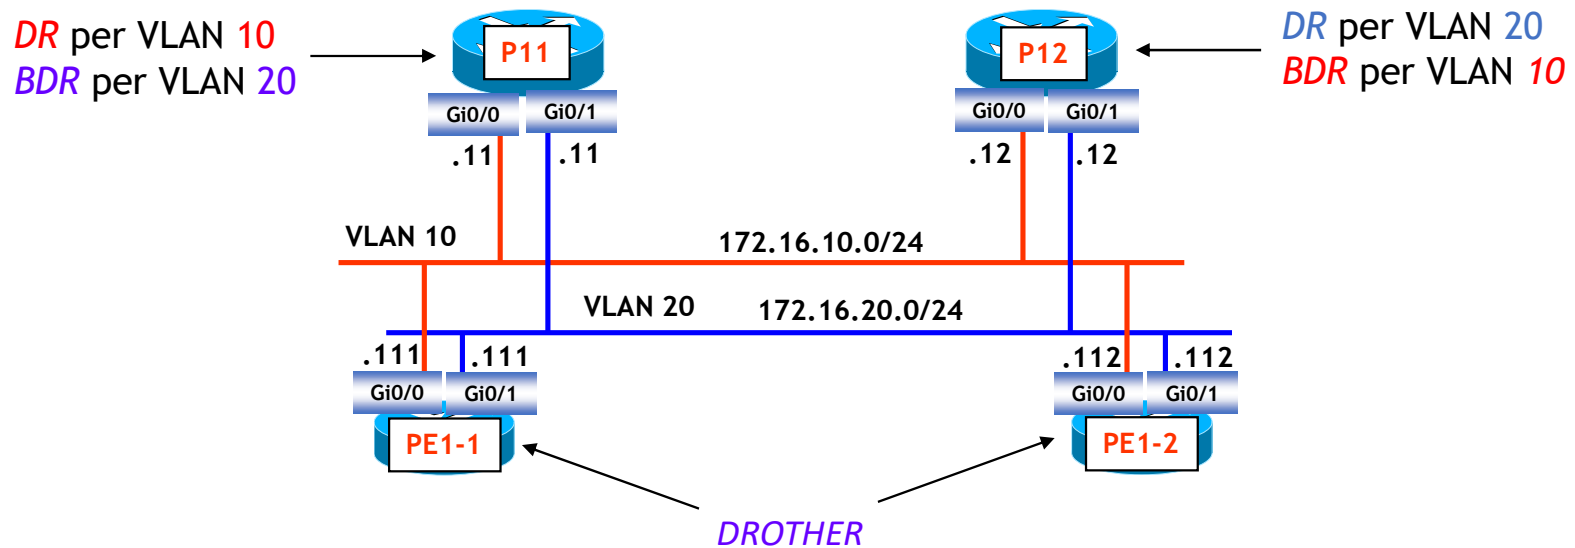 DR per VLAN 10
BDR per VLAN 20
P11
P12
DR per VLAN 20
BDR per VLAN 10
Gi0/0
Gi0/1
Gi0/0
Gi0/1
.11
.11
.12
.12
VLAN 10
172.16.10.0/24
VLAN 20
172.16.20.0/24
.111
.111
.112
.112
Gi0/0
Gi0/1
Gi0/0
Gi0/1
PE1-1
PE1-2
DROTHER